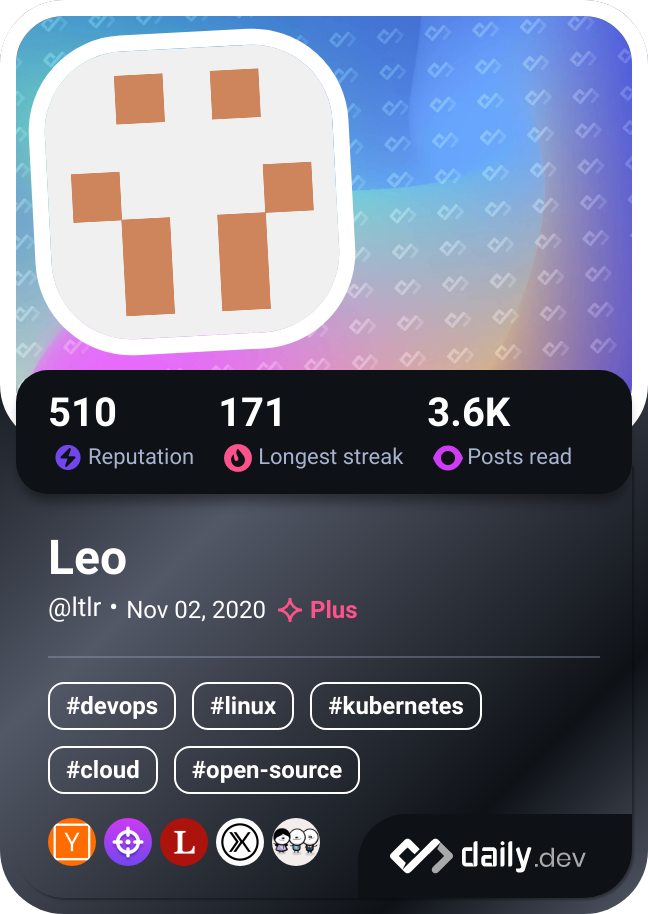 510 171 3.6K
Reputation Longest streak Posts read
Leo
@ltlr • Nov 02, 2020 Plus
#devops #linux #kubernetes
#cloud #open-source
Y L X daily.dev